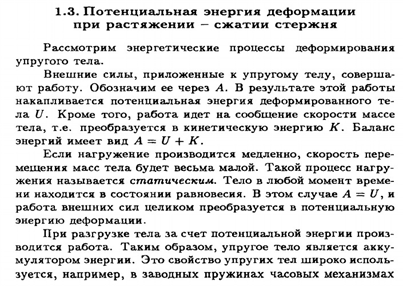 1.3. Потенциальная энергия деформации
при растяжении – сжатии стержня
Рассмотрим энергетические процессы деформирования
упругого тела.
Внешние силы, приложенные к упругому телу, соверша-
ют работу. Обозначим ее через A. В результате этой работы
накапливается потенциальная энергия деформированного те-
ла U. Кроме того, работа идет на сообщение скорости массе
тела, т.е. преобразуется в кинетическую энергию K. Баланс
энергий имеет вид A = U + K.
Если нагружение производится медленно, скорость пере-
мещения масс тела будет весьма малой. Такой процесс нагру-
жения называется статическим. Тело в любой момент време-
ни находится в состоянии равновесия. В этом случае A = U, и
работа внешних сил целиком преобразуется в потенциальную
энергию деформации.
При разгрузке тела за счет потенциальной энергии произ-
водится работа. Таким образом, упругое тело является акку-
мулятором энергии. Это свойство упругих тел широко исполь-
зуется, например, в заводных пружинах часовых механизмах